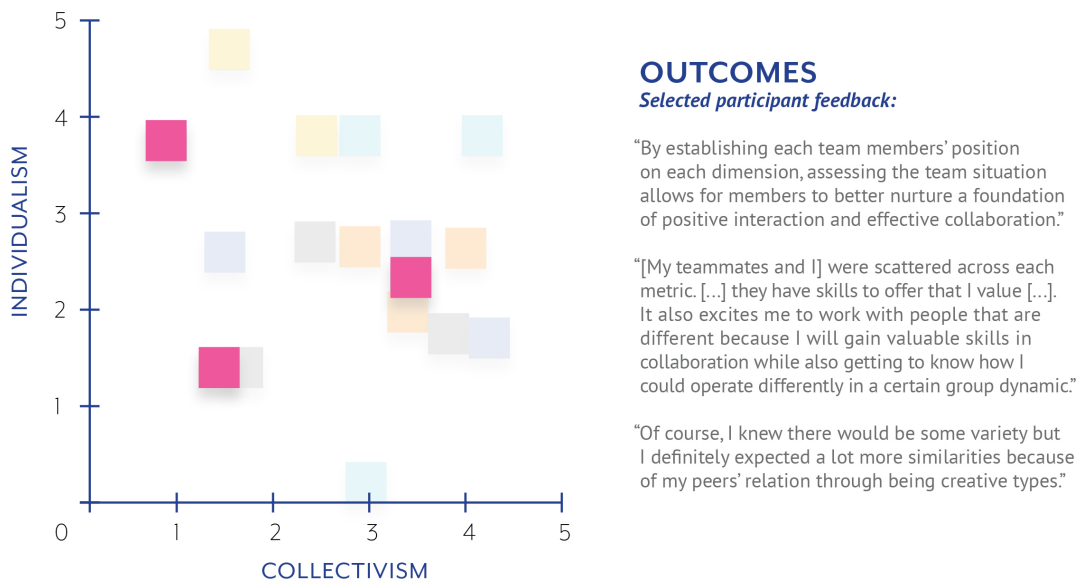 5
4
3
2
1
0
1
2
3
4
5
INDIVIDUALISM
COLLECTIVISM
OUTCOMES
Selected participant feedback:
“By establishing each team members’ position
on each dimension, assessing the team situation
allows for members to better nurture a foundation
of positive interaction and effective collaboration.”
“[My teammates and I] were scattered across each
metric. [...] they have skills to offer that I value [...].
It also excites me to work with people that are
different because I will gain valuable skills in
collaboration while also getting to know how I
could operate differently in a certain group dynamic.”
“Of course, I knew there would be some variety but
I definitely expected a lot more similarities because
of my peers’ relation through being creative types.”